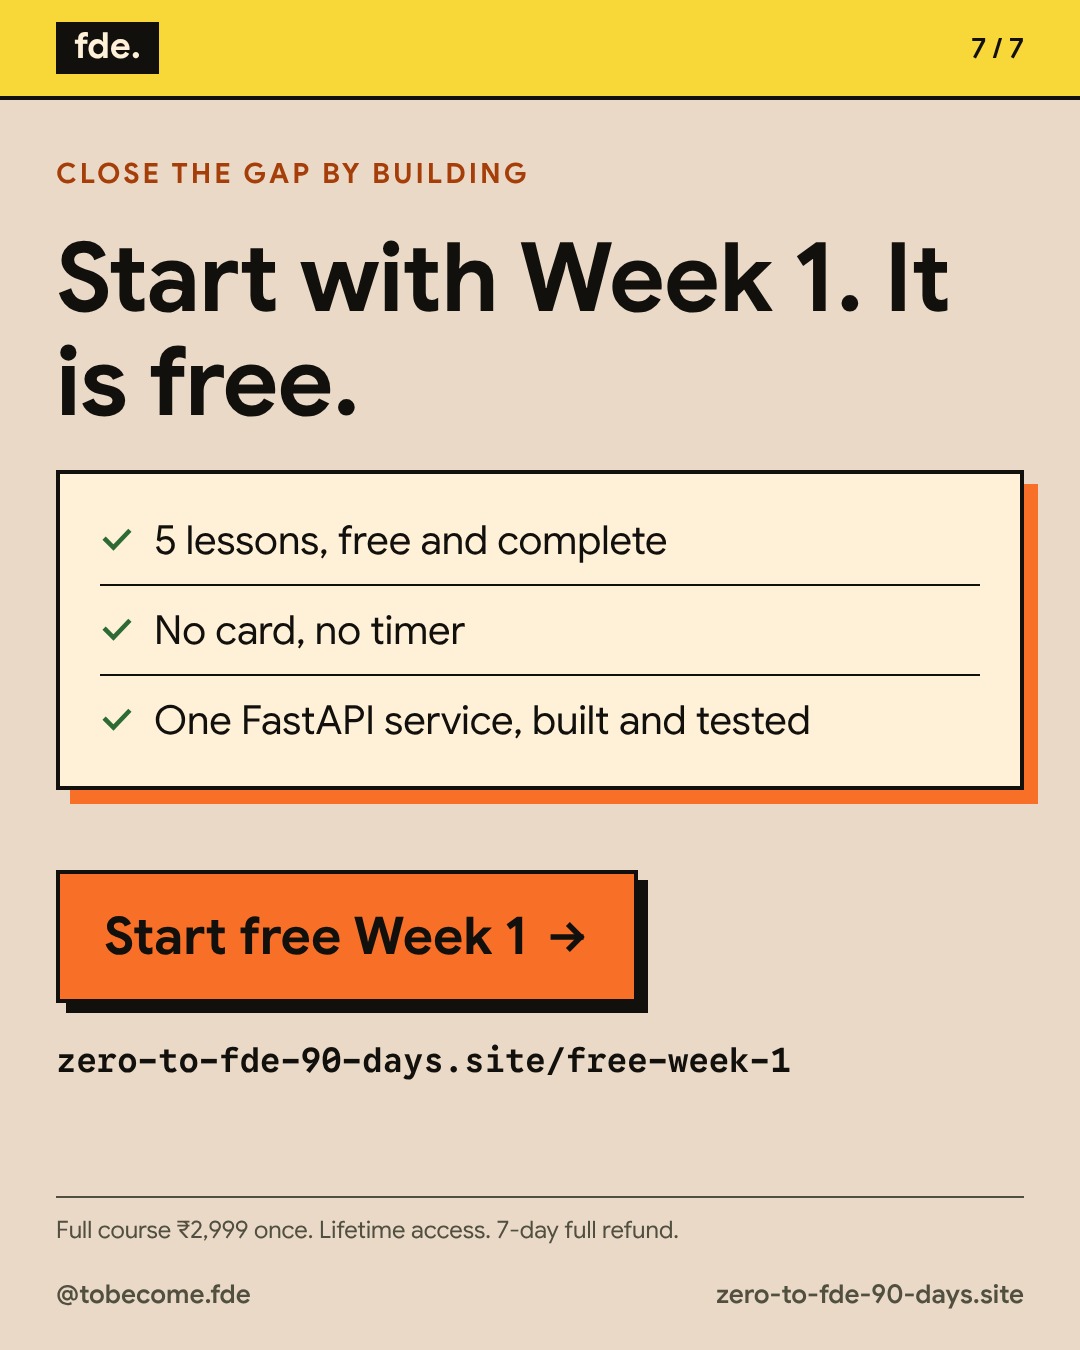 fde.
7 / 7
CLOSE THE GAP BY BUILDING
Start with Week 1. It
is free.
5 lessons, free and complete
No card, no timer
One FastAPI service, built and tested
Start free Week 1 →
zero-to-fde-90-days.site/free-week-1
Full course ₹2,999 once. Lifetime access. 7-day full refund.
@tobecome.fde
zero-to-fde-90-days.site